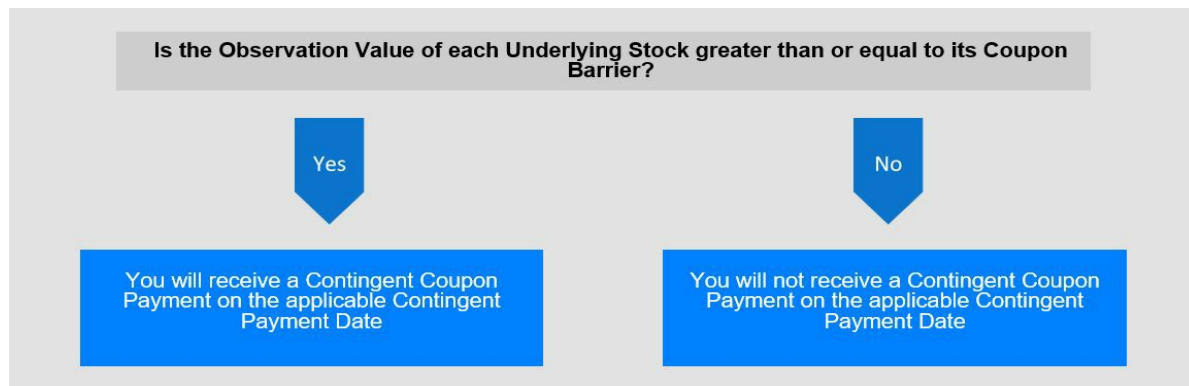 Is the Observation Value of each Underlying Stock greater than or equal to its Coupon
Barrier?
Yes
No
You will receive a Contingent Coupon
Payment on the applicable Contingent
Payment Date
You will not receive a Contingent Coupon
Payment on the applicable Contingent
Payment Date